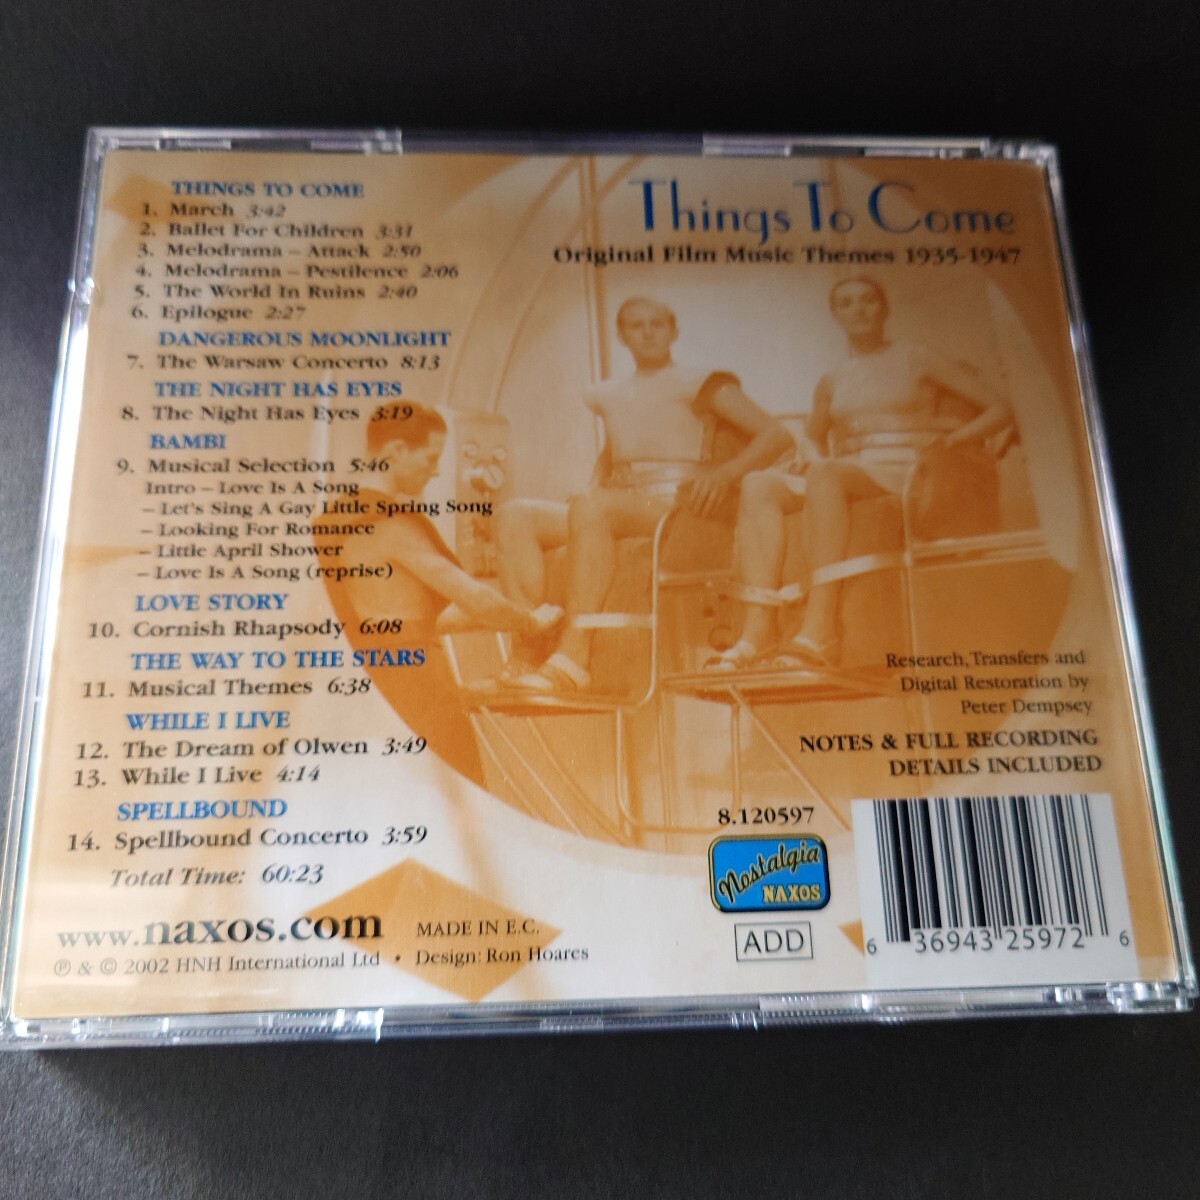 THINGS TO COME
1. March 3:42
2. Ballet For Children 3:31
3. Melodrama – Attack 2:50
4. Melodrama – Pestilence 2:06
5. The World In Ruins 2:40
6. Epilogue 2:27
DANGEROUS MOONLIGHT
7. The Warsaw Concerto 8:13
THE NIGHT HAS EYES
8. The Night Has Eyes 3:19
BAMBI
9. Musical Selection 5:46
Intro – Love Is A Song
– Let's Sing A Gay Little Spring Song
– Looking For Romance
– Little April Shower
– Love Is A Song (reprise)
LOVE STORY
10. Cornish Rhapsody 6:08
THE WAY TO THE STARS
11. Musical Themes 6:38
WHILE I LIVE
12. The Dream of Olwen 3:49
13. While I Live 4:14
SPELLBOUND
14. Spellbound Concerto 3:59
Total Time: 60:23
www.naxos.com
MADE IN E.C.
℗ & © 2002 HNH International Ltd • Design: Ron Hoares
Things To Come
Original Film Music Themes 1935-1947
Research, Transfers and
Digital Restoration by
Peter Dempsey
NOTES & FULL RECORDING
DETAILS INCLUDED
8.120597
Nostalgia
NAXOS
ADD
6 36943 25972 6